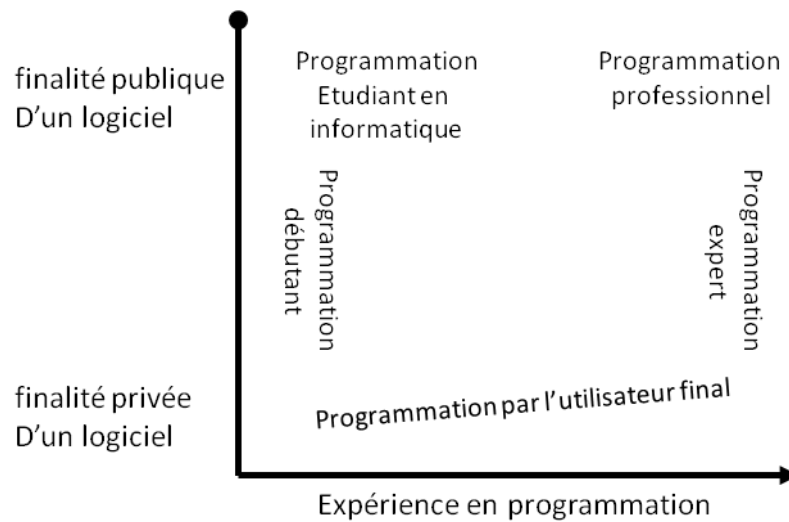 finalité publique
D'un logiciel
Programmation
Etudiant en
informatique
Programmation
professionnel
Programmation
débutant
Programmation
expert
finalité privée
D'un logiciel
Programmation par l'utilisateur final
Expérience en programmation